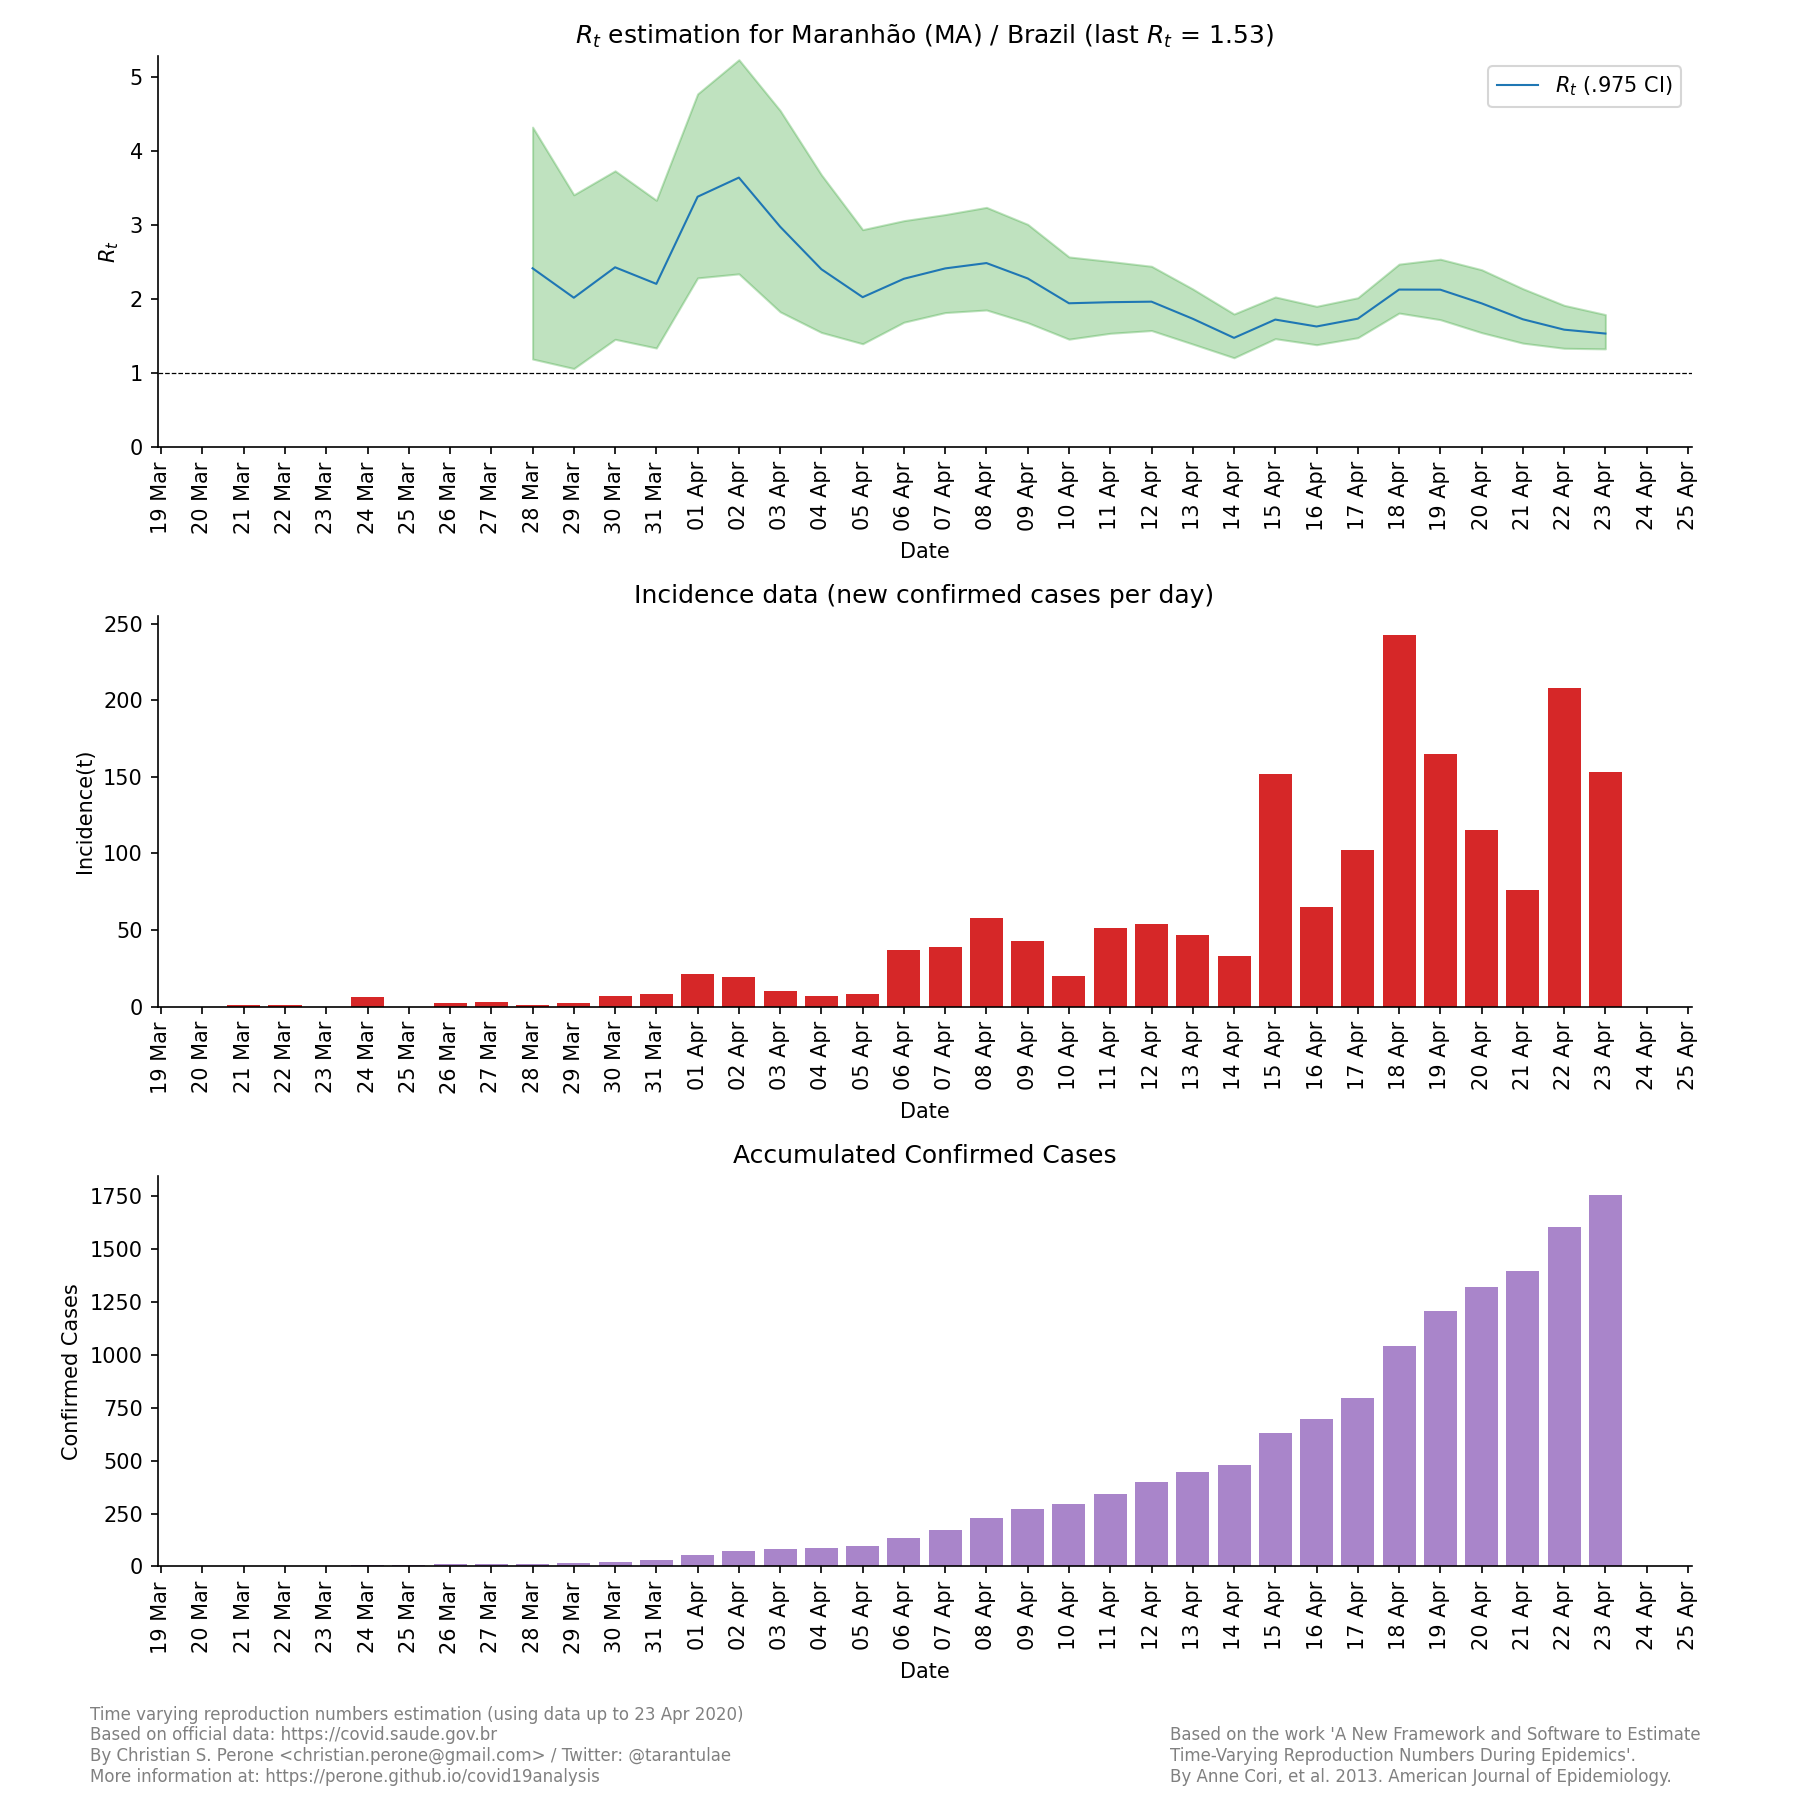 Rt estimation for Maranhão (MA) / Brazil (last Rt = 1.53)
Rt (.975 CI)
Rt
5
4
3
2
1
0
19 Mar 20 Mar 21 Mar 22 Mar 23 Mar 24 Mar 25 Mar 26 Mar 27 Mar 28 Mar 29 Mar 30 Mar 31 Mar 01 Apr 02 Apr 03 Apr 04 Apr 05 Apr 06 Apr 07 Apr 08 Apr 09 Apr 10 Apr 11 Apr 12 Apr 13 Apr 14 Apr 15 Apr 16 Apr 17 Apr 18 Apr 19 Apr 20 Apr 21 Apr 22 Apr 23 Apr 24 Apr 25 Apr
Date
Incidence data (new confirmed cases per day)
Incidence(t)
250
200
150
100
50
0
19 Mar 20 Mar 21 Mar 22 Mar 23 Mar 24 Mar 25 Mar 26 Mar 27 Mar 28 Mar 29 Mar 30 Mar 31 Mar 01 Apr 02 Apr 03 Apr 04 Apr 05 Apr 06 Apr 07 Apr 08 Apr 09 Apr 10 Apr 11 Apr 12 Apr 13 Apr 14 Apr 15 Apr 16 Apr 17 Apr 18 Apr 19 Apr 20 Apr 21 Apr 22 Apr 23 Apr 24 Apr 25 Apr
Date
Accumulated Confirmed Cases
Confirmed Cases
1750
1500
1250
1000
750
500
250
0
19 Mar 20 Mar 21 Mar 22 Mar 23 Mar 24 Mar 25 Mar 26 Mar 27 Mar 28 Mar 29 Mar 30 Mar 31 Mar 01 Apr 02 Apr 03 Apr 04 Apr 05 Apr 06 Apr 07 Apr 08 Apr 09 Apr 10 Apr 11 Apr 12 Apr 13 Apr 14 Apr 15 Apr 16 Apr 17 Apr 18 Apr 19 Apr 20 Apr 21 Apr 22 Apr 23 Apr 24 Apr 25 Apr
Date
Time varying reproduction numbers estimation (using data up to 23 Apr 2020)
Based on official data: https://covid.saude.gov.br
By Christian S. Perone <christian.perone@gmail.com> / Twitter: @tarantulae
More information at: https://perone.github.io/covid19analysis
Based on the work 'A New Framework and Software to Estimate
Time-Varying Reproduction Numbers During Epidemics'.
By Anne Cori, et al. 2013. American Journal of Epidemiology.